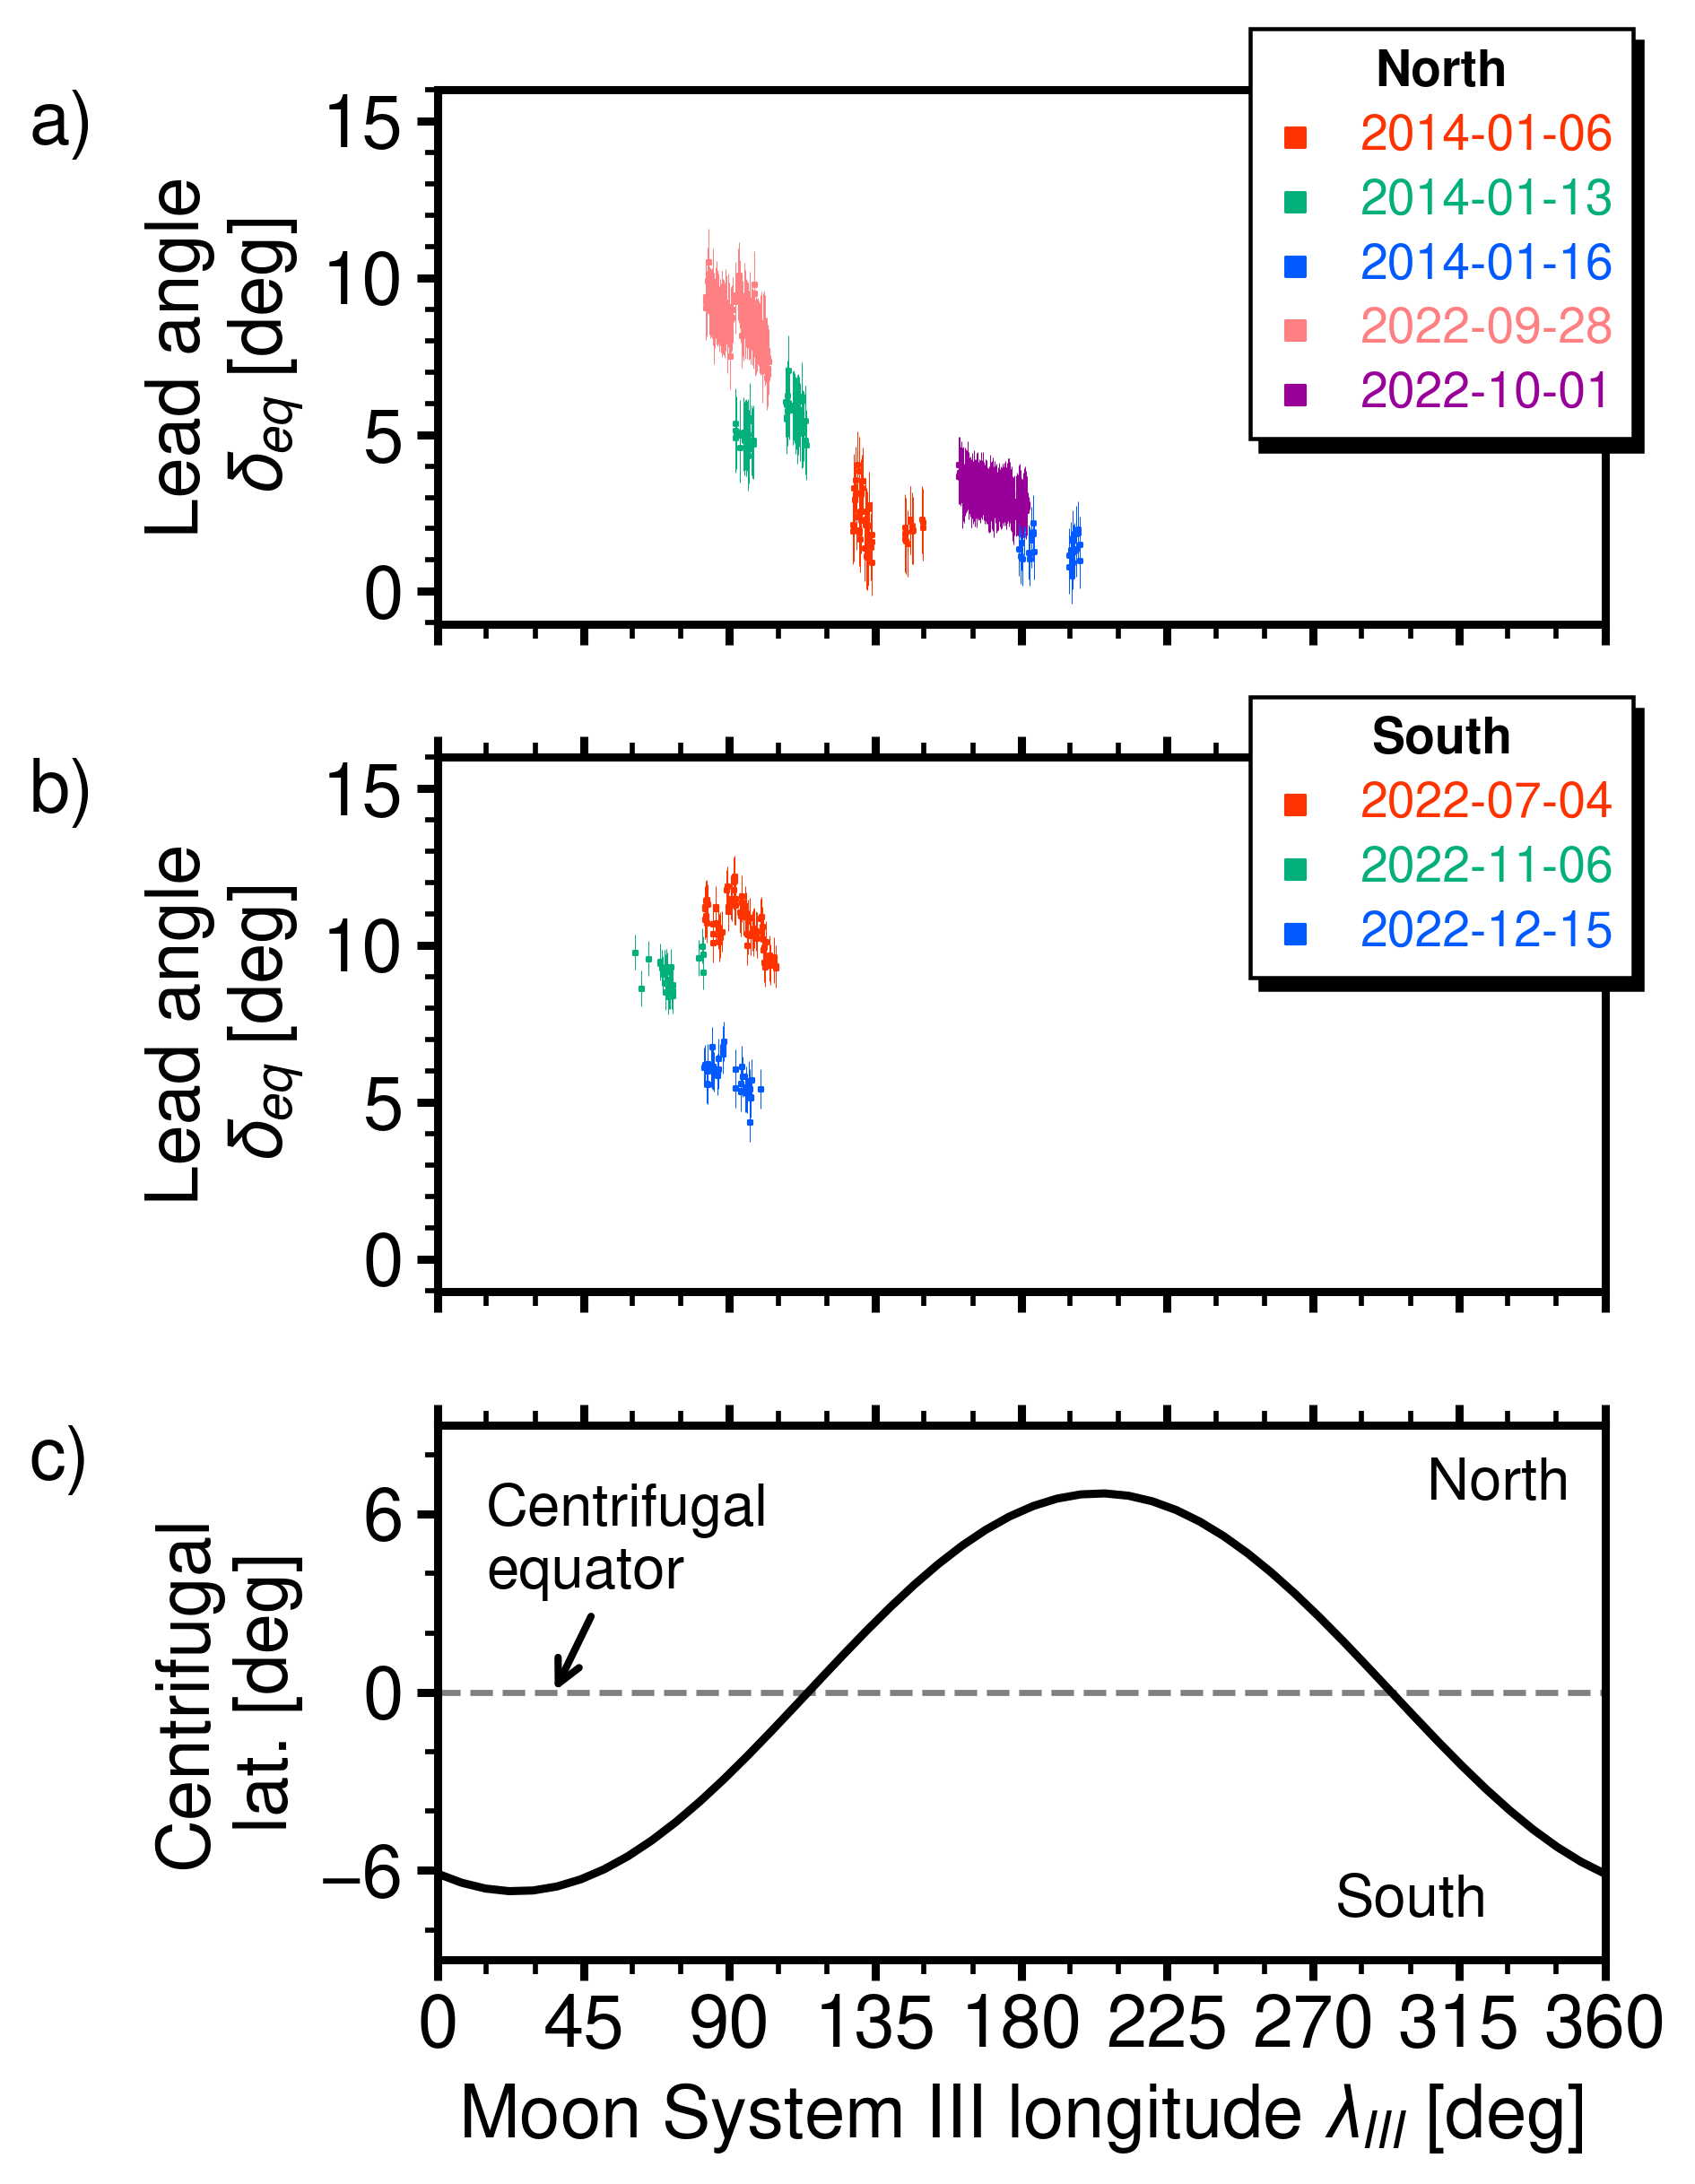 a)
Lead angle
δeq [deg]
15
10
5
0
North
2014-01-06
2014-01-13
2014-01-16
2022-09-28
2022-10-01
b)
Lead angle
δeq [deg]
15
10
5
0
South
2022-07-04
2022-11-06
2022-12-15
c)
Centrifugal
lat. [deg]
6
0
−6
Centrifugal
equator
North
South
0 45 90 135 180 225 270 315 360
Moon System III longitude λIII [deg]